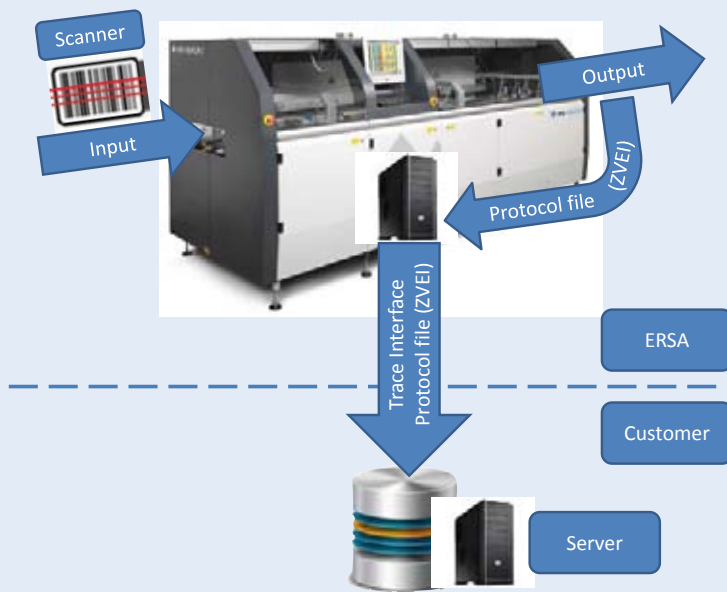 Scanner
Input
Output
Protocol file
(ZVEI)
Trace Interface
Protocol file (ZVEI)
ERSA
Customer
Server